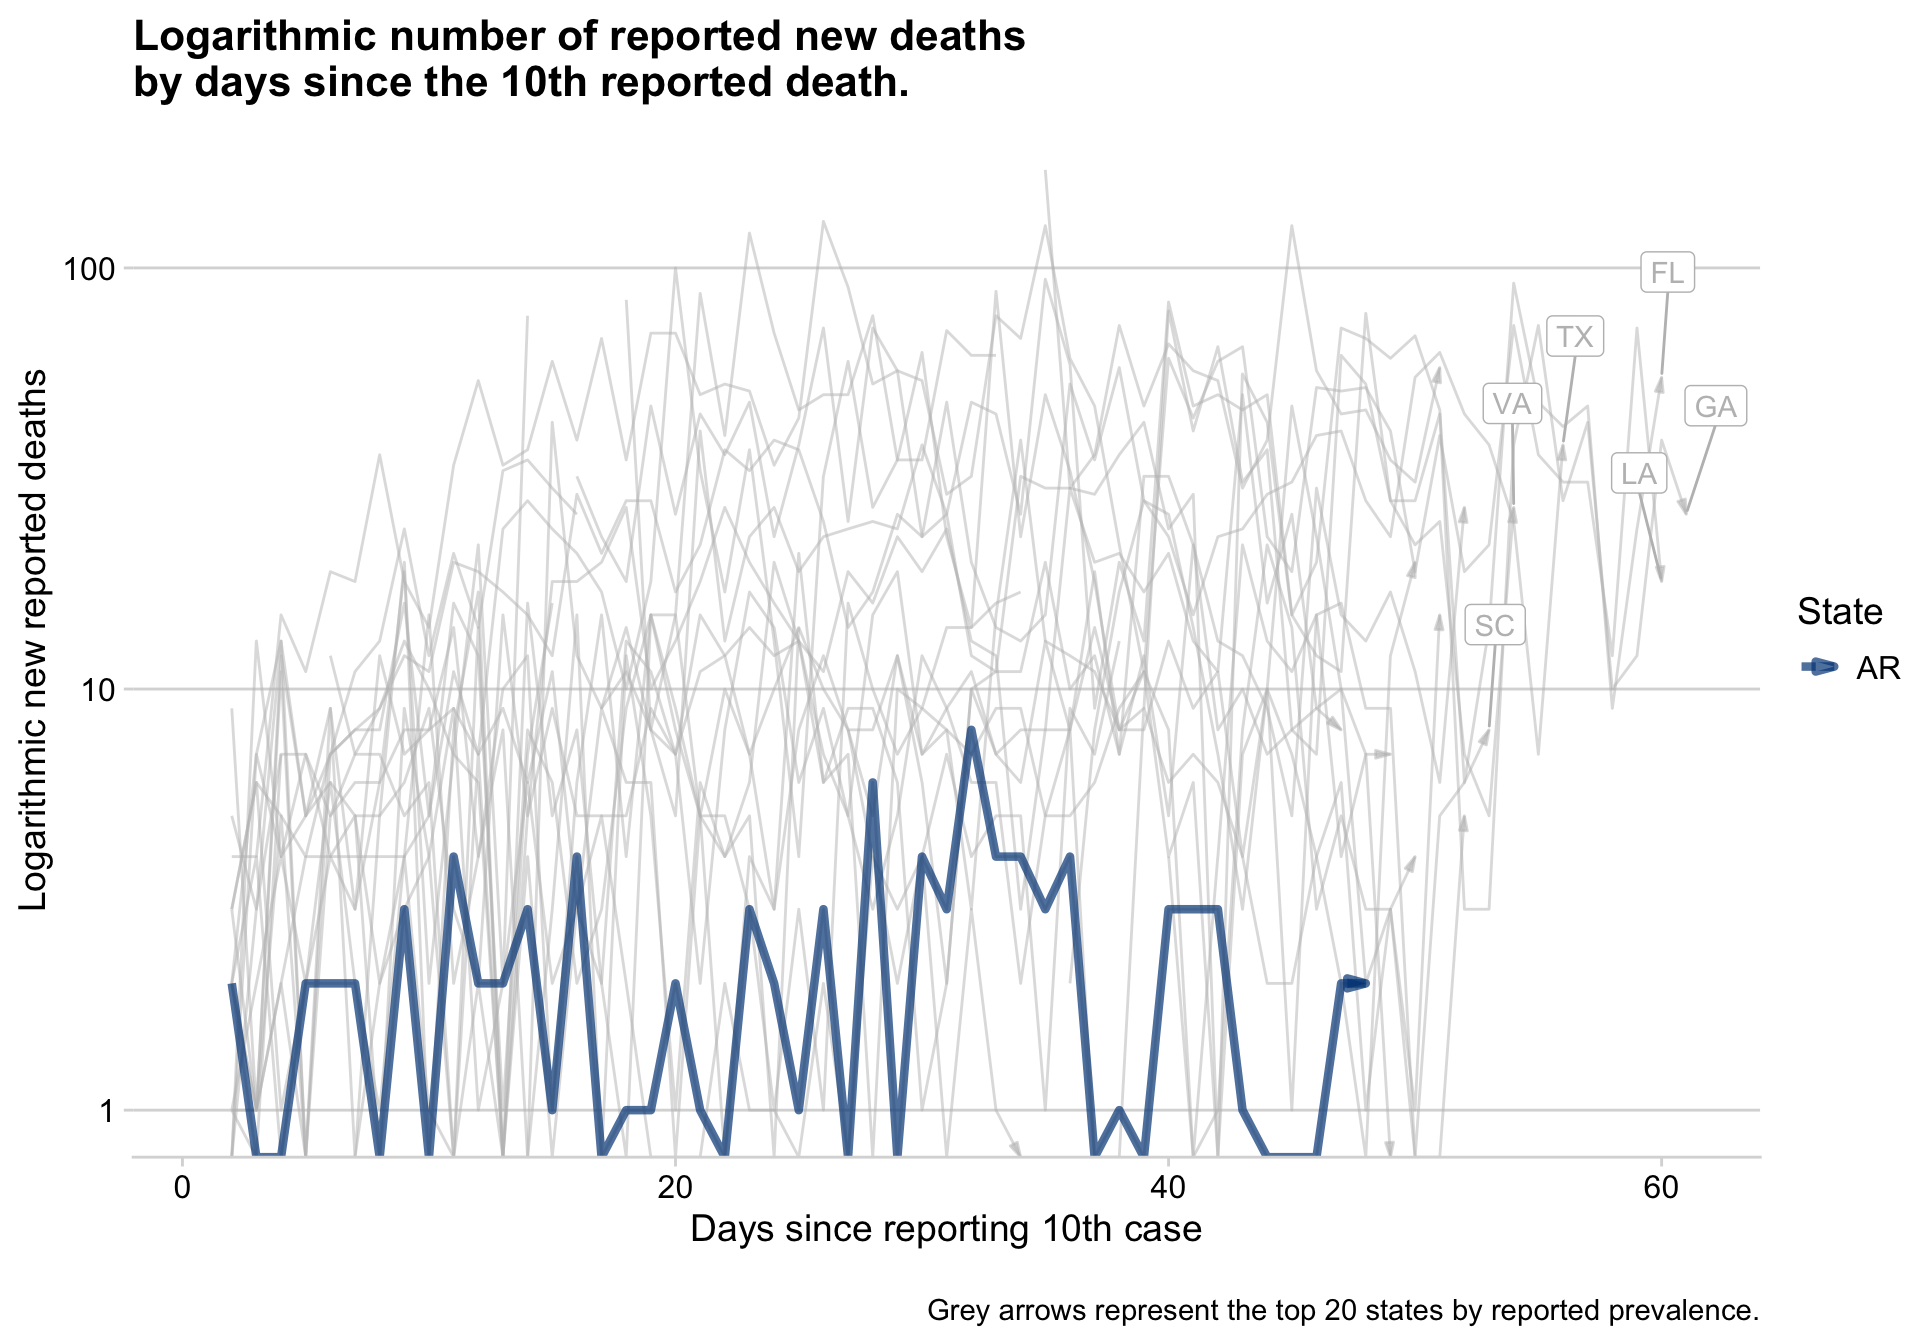 Logarithmic number of reported new deaths
by days since the 10th reported death.
Logarithmic new reported deaths
100
10
1
FL
TX
VA
GA
LA
SC
State
AR
0 20 40 60
Days since reporting 10th case
Grey arrows represent the top 20 states by reported prevalence.